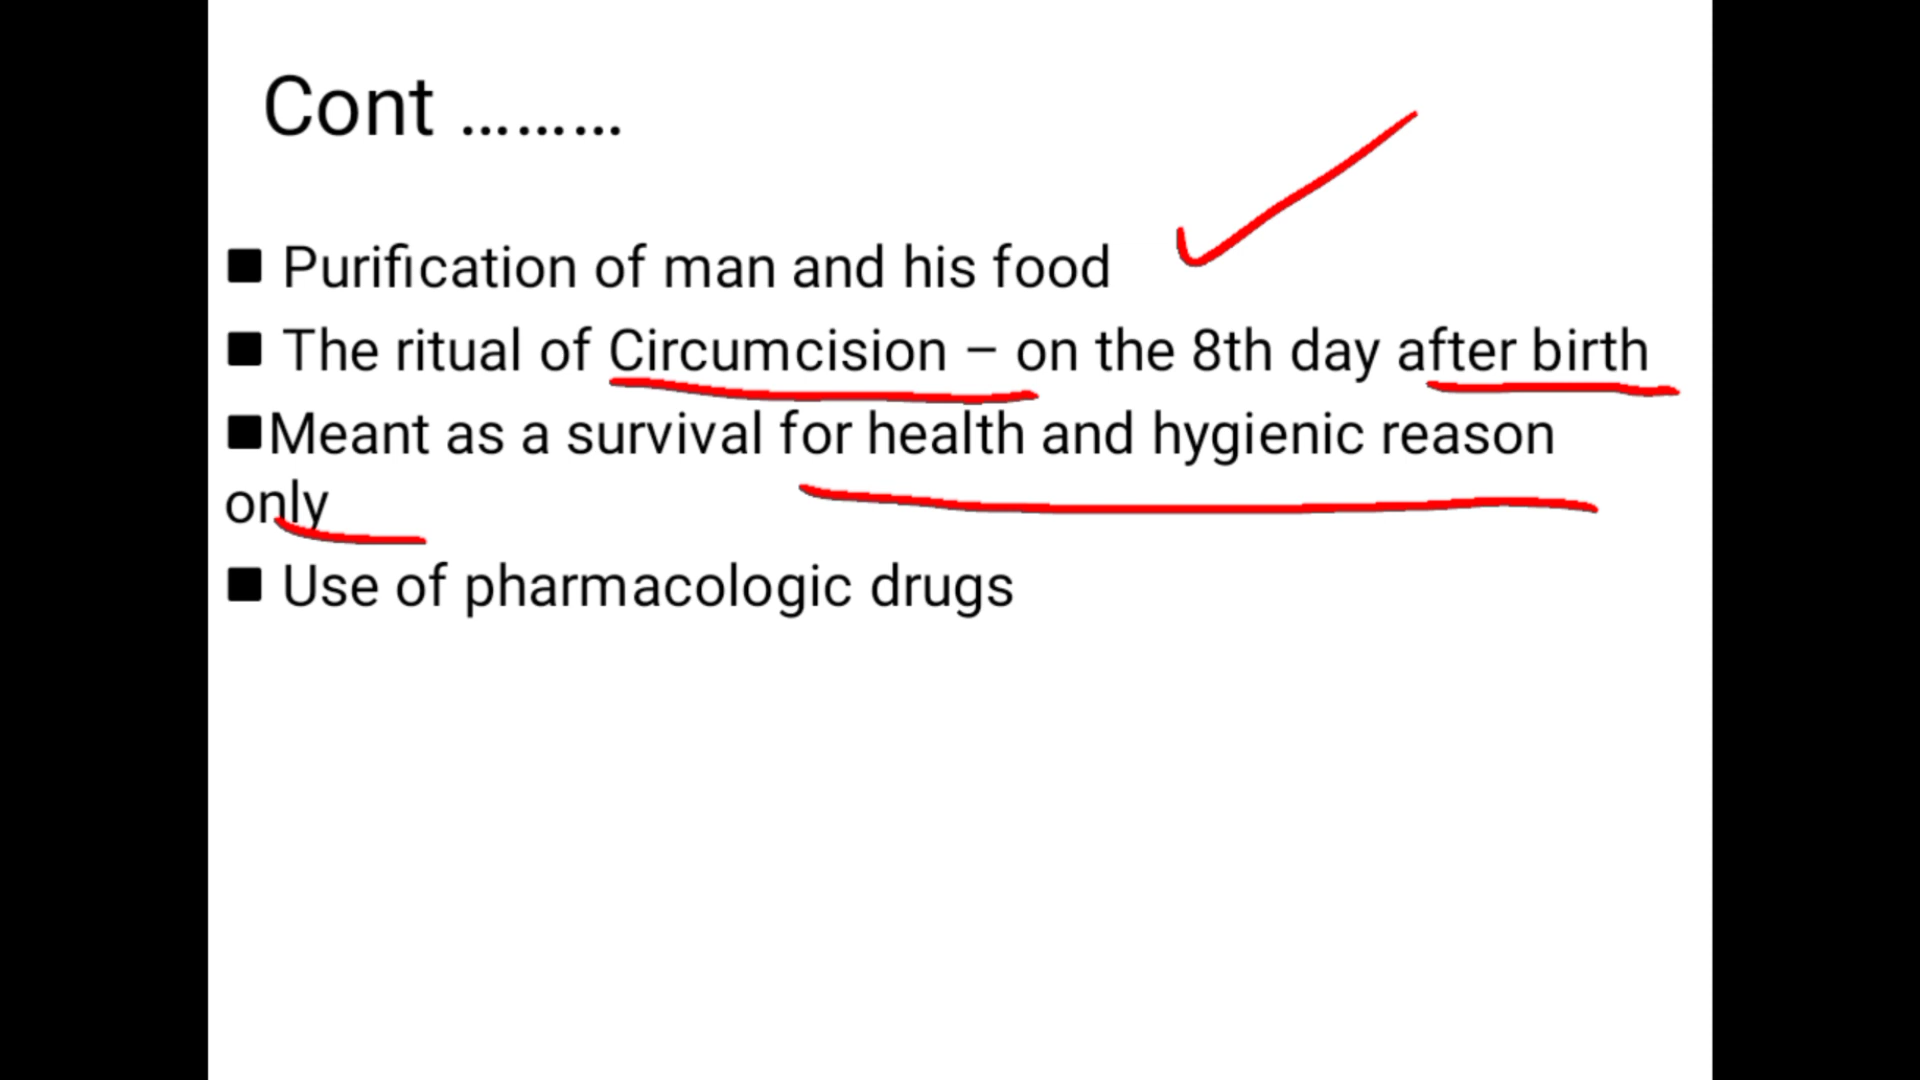 Cont ………
■ Purification of man and his food
■ The ritual of Circumcision – on the 8th day after birth
■Meant as a survival for health and hygienic reason
only
■ Use of pharmacologic drugs